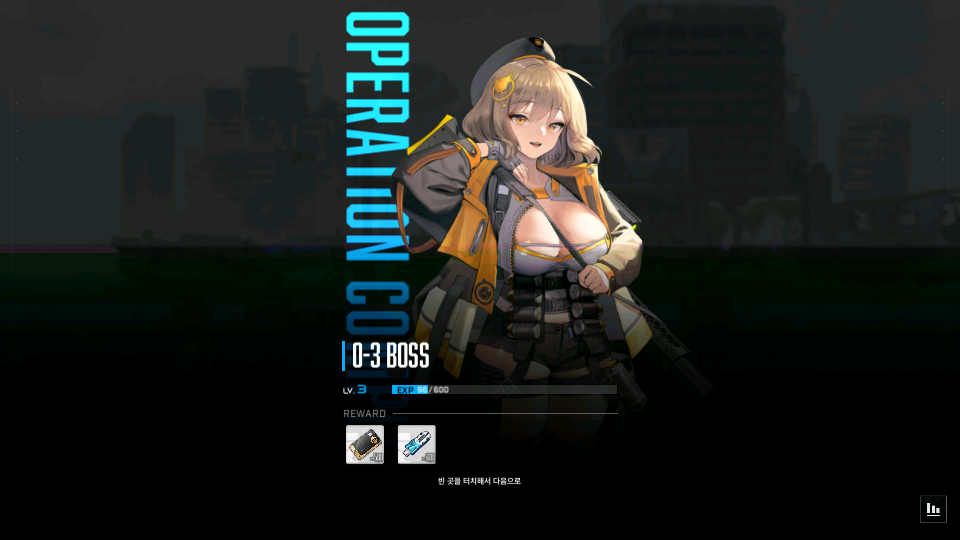 OPERATION CO
0-3 BOSS
LV. 3
EXP 96/600
REWARD
빈 곳을 터치해서 다음으로